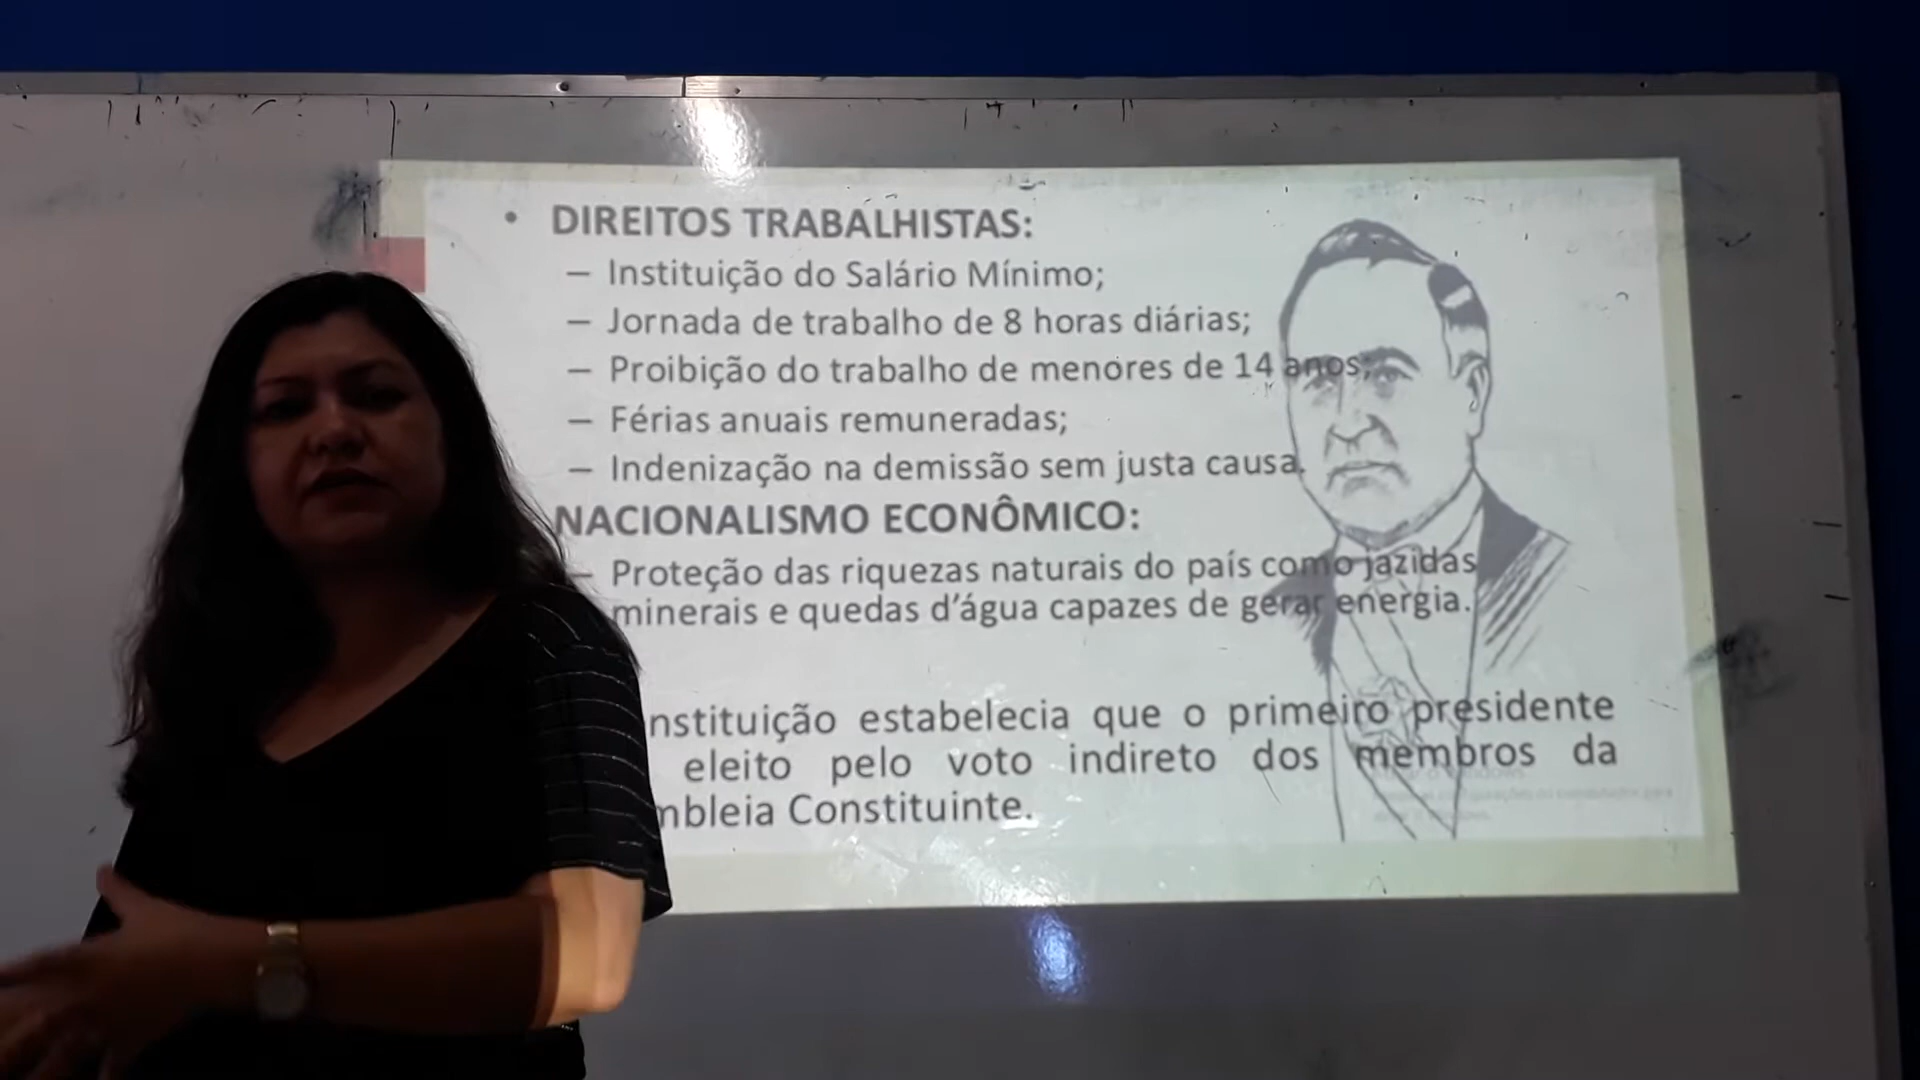 • DIREITOS TRABALHISTAS:
– Instituição do Salário Mínimo;
– Jornada de trabalho de 8 horas diárias;
– Proibição do trabalho de menores de 14 anos;
– Férias anuais remuneradas;
– Indenização na demissão sem justa causa.
NACIONALISMO ECONÔMICO:
– Proteção das riquezas naturais do país como jazidas
minerais e quedas d’água capazes de gerar energia.
nstituição estabelecia que o primeiro presidente
eleito pelo voto indireto dos membros da
mbleia Constituinte.